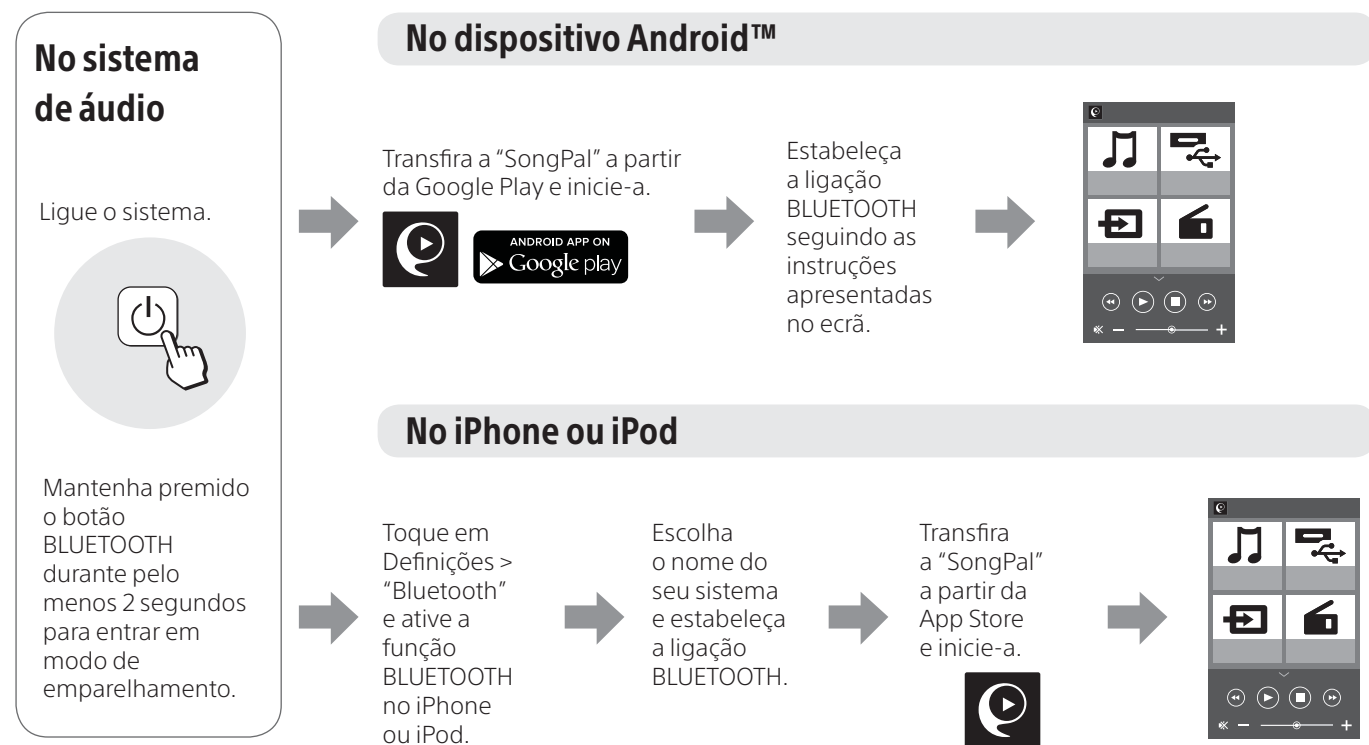 No sistema
de áudio
Ligue o sistema.
Mantenha premido
o botão
BLUETOOTH
durante pelo
menos 2 segundos
para entrar em
modo de
emparelhamento.
No dispositivo Android™
Transfira a “SongPal” a partir
da Google Play e inicie-a.
ANDROID APP ON
Google play
Estabeleça
a ligação
BLUETOOTH
seguindo as
instruções
apresentadas
no ecrã.
No iPhone ou iPod
Toque em
Definições >
“Bluetooth”
e ative a
função
BLUETOOTH
no iPhone
ou iPod.
Escolha
o nome do
seu sistema
e estabeleça
a ligação
BLUETOOTH.
Transfira
a “SongPal”
a partir da
App Store
e inicie-a.